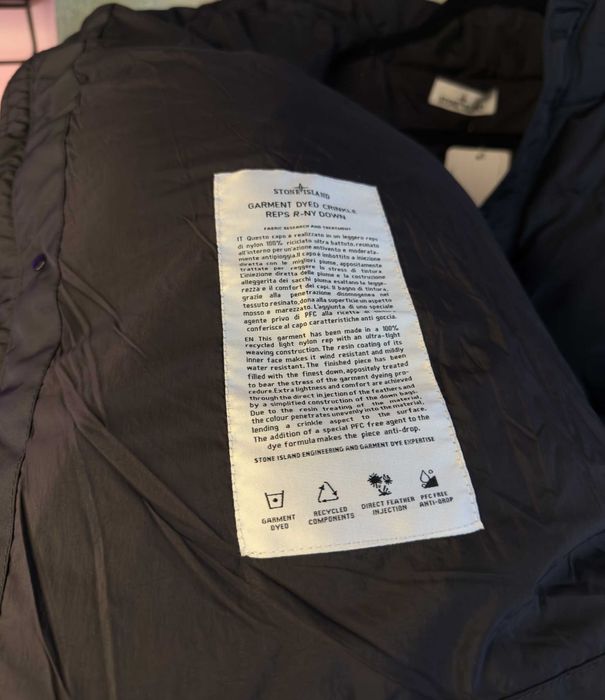 STONE ISLAND
GARMENT DYED CRINKLE
REPS R-NY DOWN
FABRIC RESEARCH AND TREATMENT
IT Questo capo è realizzato in un leggero reps
di nylon 100% riciclato ultra battuto, resinato
all'interno per un'azione antivento e moderata-
mente antipioggia. Il capo è imbottito a iniezione
diretta con le migliori piume, appositamente
trattate per reggere lo stress di tintura.
L'iniezione diretta delle piume e la costruzione
alleggerita dei sacchi piuma esaltano la legge-
rezza e il comfort dei capi. Il bagno di tintura,
grazie alla penetrazione disomogenea nel
tessuto resinato, dona alla superficie un aspetto
mosso e marezzato. L'aggiunta di uno speciale
agente privo di PFC alla ricetta di
conferisce al capo caratteristiche anti goccia.
EN This garment has been made in a 100%
recycled light nylon rep with an ultra-tight
weaving construction. The resin coating of its
inner face makes it wind resistant and mildly
water resistant. The finished piece has been
filled with the finest down, appositely treated
to bear the stress of the garment dyeing pro-
cedure. Extra lightness and comfort are achieved
through the direct injection of the feathers and
by a simplified construction of the down bags.
Due to the resin treating of the material,
the colour penetrates unevenly into the material,
lending a crinkle aspect to the surface.
The addition of a special PFC free agent to the
dye formula makes the piece anti-drop.
STONE ISLAND ENGINEERING AND GARMENT DYE EXPERTISE
GARMENT
DYED
RECYCLED
COMPONENTS
DIRECT FEATHER
INJECTION
PFC FREE
ANTI-DROP